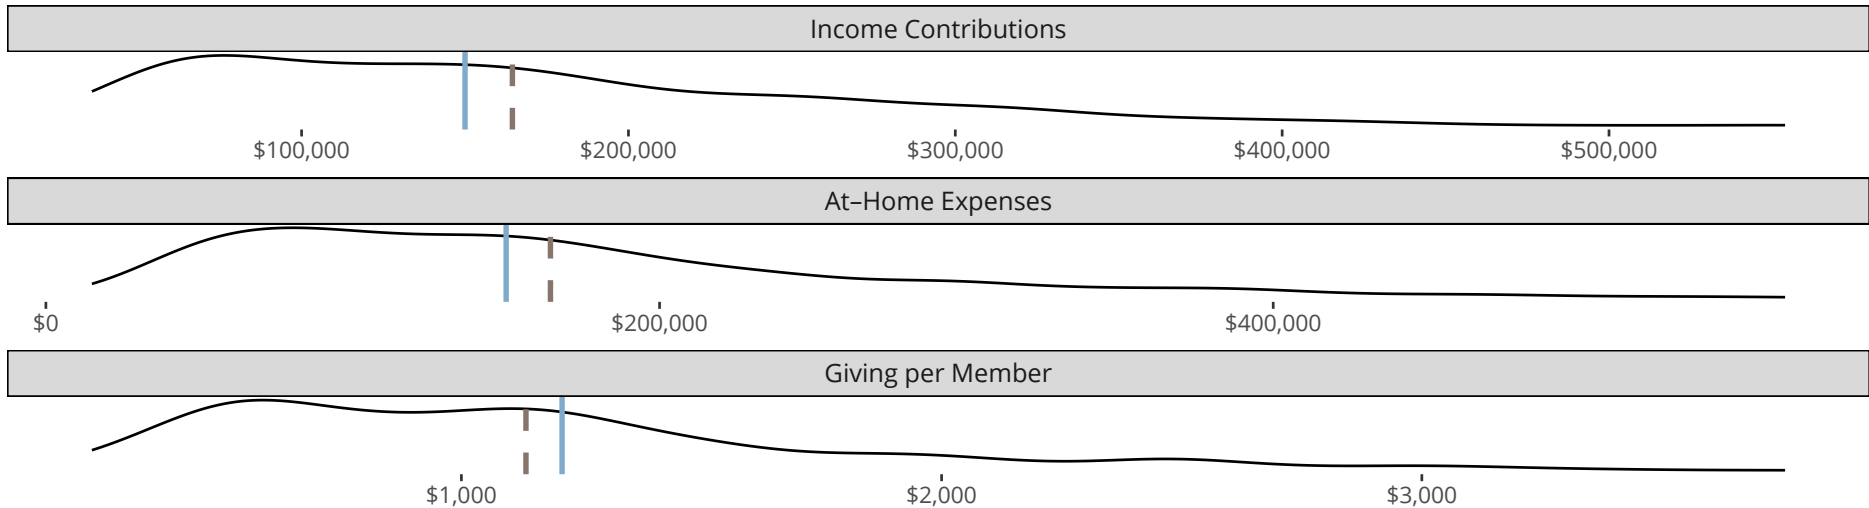 Income Contributions
$100,000 $200,000 $300,000 $400,000 $500,000
At–Home Expenses
$0 $200,000 $400,000
Giving per Member
$1,000 $2,000 $3,000